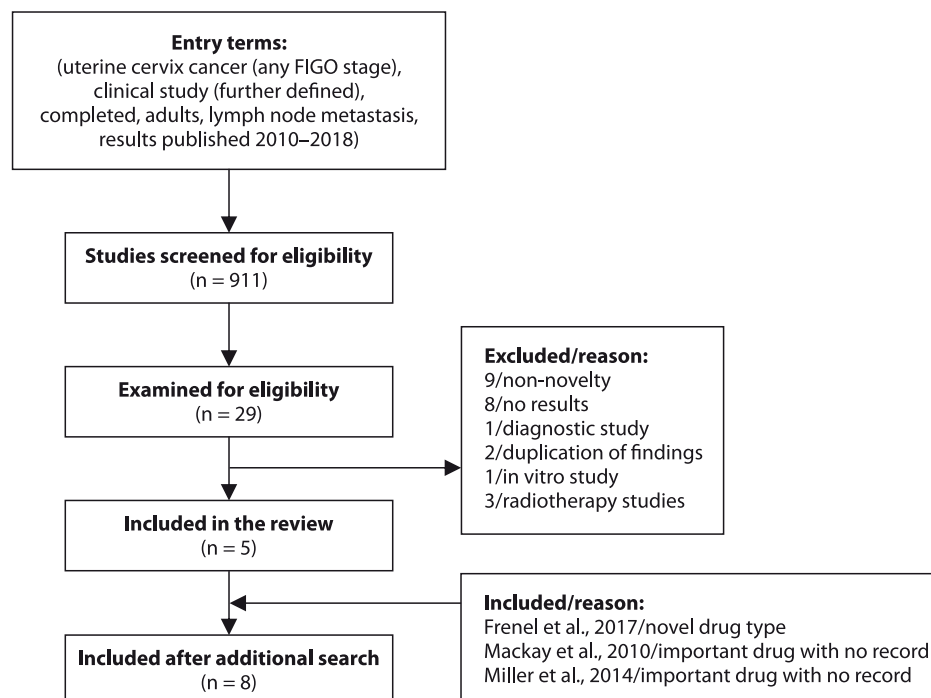 Entry terms:
(uterine cervix cancer (any FIGO stage),
clinical study (further defined),
completed, adults, lymph node metastasis,
results published 2010–2018)
Studies screened for eligibility
(n = 911)
Examined for eligibility
(n = 29)
Excluded/reason:
9/non-novelty
8/no results
1/diagnostic study
2/duplication of findings
1/in vitro study
3/radiotherapy studies
Included in the review
(n = 5)
Included/reason:
Frenel et al., 2017/novel drug type
Mackay et al., 2010/important drug with no record
Miller et al., 2014/important drug with no record
Included after additional search
(n = 8)